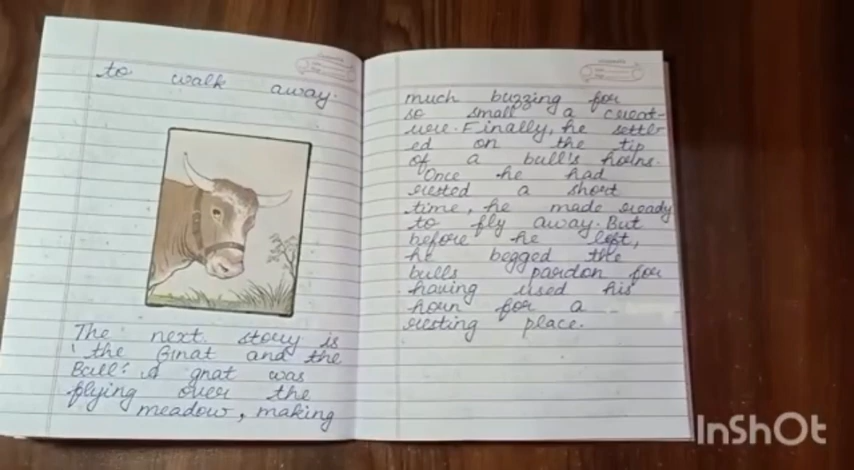 to walk away.
The next story is
'the Gnat and the
Bull'. A gnat was
flying over the
meadow, making
much buzzing for
so small a creat-
ure. Finally, he settl-
ed on the tip
of a bull's horns.
Once he had
rested a short
time, he made ready
to fly away. But
before he left,
he begged the
bulls pardon for
having used his
horn for a
resting place.
InShOt